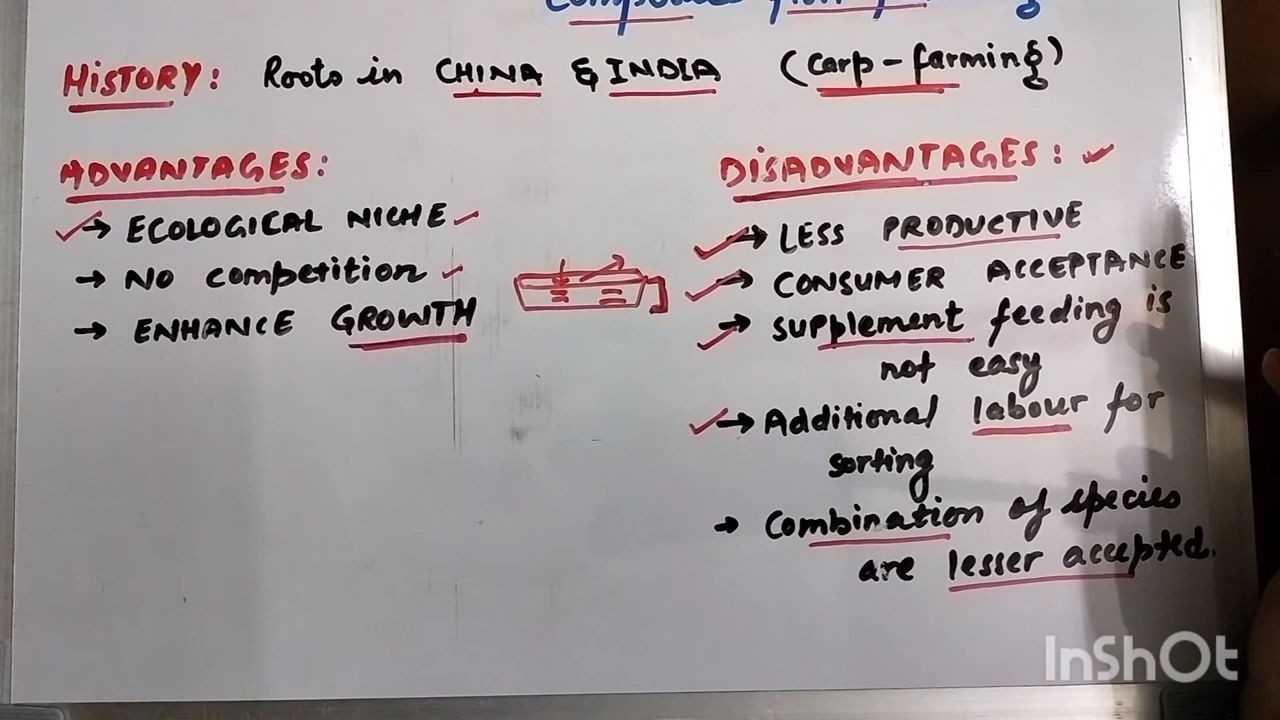 HISTORY: Roots in CHINA & INDIA (carp-farming)
ADVANTAGES:
→ ECOLOGICAL NICHE
→ No competition
→ ENHANCE GROWTH
DISADVANTAGES:
→ LESS PRODUCTIVE
→ CONSUMER ACCEPTANCE
→ supplement feeding is
not easy
→ Additional labour for
sorting
→ Combination of species
are lesser accepted.
InShOt